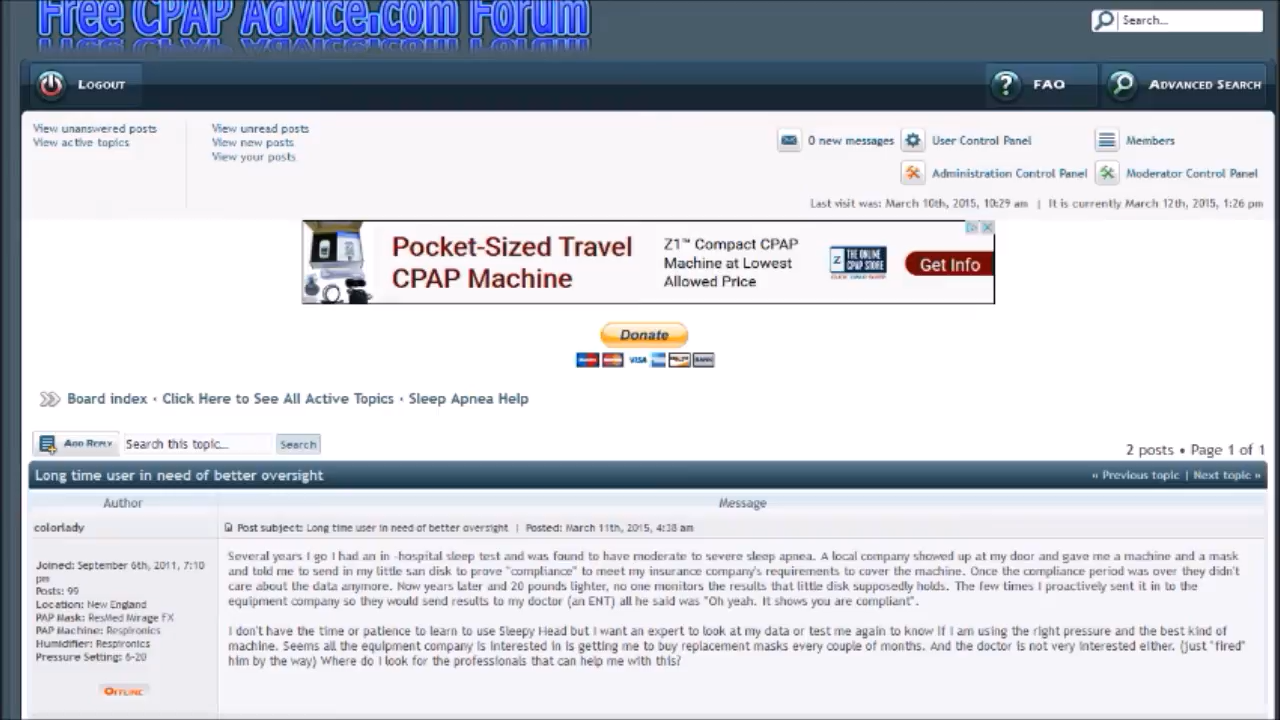 Free CPAP Advice.com Forum
Search...
LOGOUT
FAQ
ADVANCED SEARCH
View unanswered posts
View active topics
View unread posts
View new posts
View your posts
0 new messages
User Control Panel
Members
Administration Control Panel
Moderator Control Panel
Last visit was: March 10th, 2015, 10:29 am | It is currently March 12th, 2015, 1:26 pm
Pocket-Sized Travel
CPAP Machine
Z1™ Compact CPAP
Machine at Lowest
Allowed Price
Z THE ONLINE
CPAP STORE
Get Info
Donate
VISA
Board index • Click Here to See All Active Topics • Sleep Apnea Help
ADD REPLY
Search this topic...
Search
2 posts • Page 1 of 1
Long time user in need of better oversight
« Previous topic | Next topic »
Author
Message
colorlady
Post subject: Long time user in need of better oversight | Posted: March 11th, 2015, 4:38 am
Joined: September 6th, 2011, 7:10
pm
Posts: 99
Location: New England
PAP Mask: ResMed Mirage FX
PAP Machine: Respironics
Humidifier: Respironics
Pressure Setting: 6-20
OFFLINE
Several years I go I had an in -hospital sleep test and was found to have moderate to severe sleep apnea. A local company showed up at my door and gave me a machine and a mask
and told me to send in my little san disk to prove "compliance" to meet my insurance company's requirements to cover the machine. Once the compliance period was over they didn't
care about the data anymore. Now years later and 20 pounds lighter, no one monitors the results that little disk supposedly holds. The few times I proactively sent it in to the
equipment company so they would send results to my doctor (an ENT) all he said was "Oh yeah. It shows you are compliant".
I don't have the time or patience to learn to use Sleepy Head but I want an expert to look at my data or test me again to know if I am using the right pressure and the best kind of
machine. Seems all the equipment company is interested in is getting me to buy replacement masks every couple of months. And the doctor is not very interested either. (just "fired"
him by the way) Where do I look for the professionals that can help me with this?